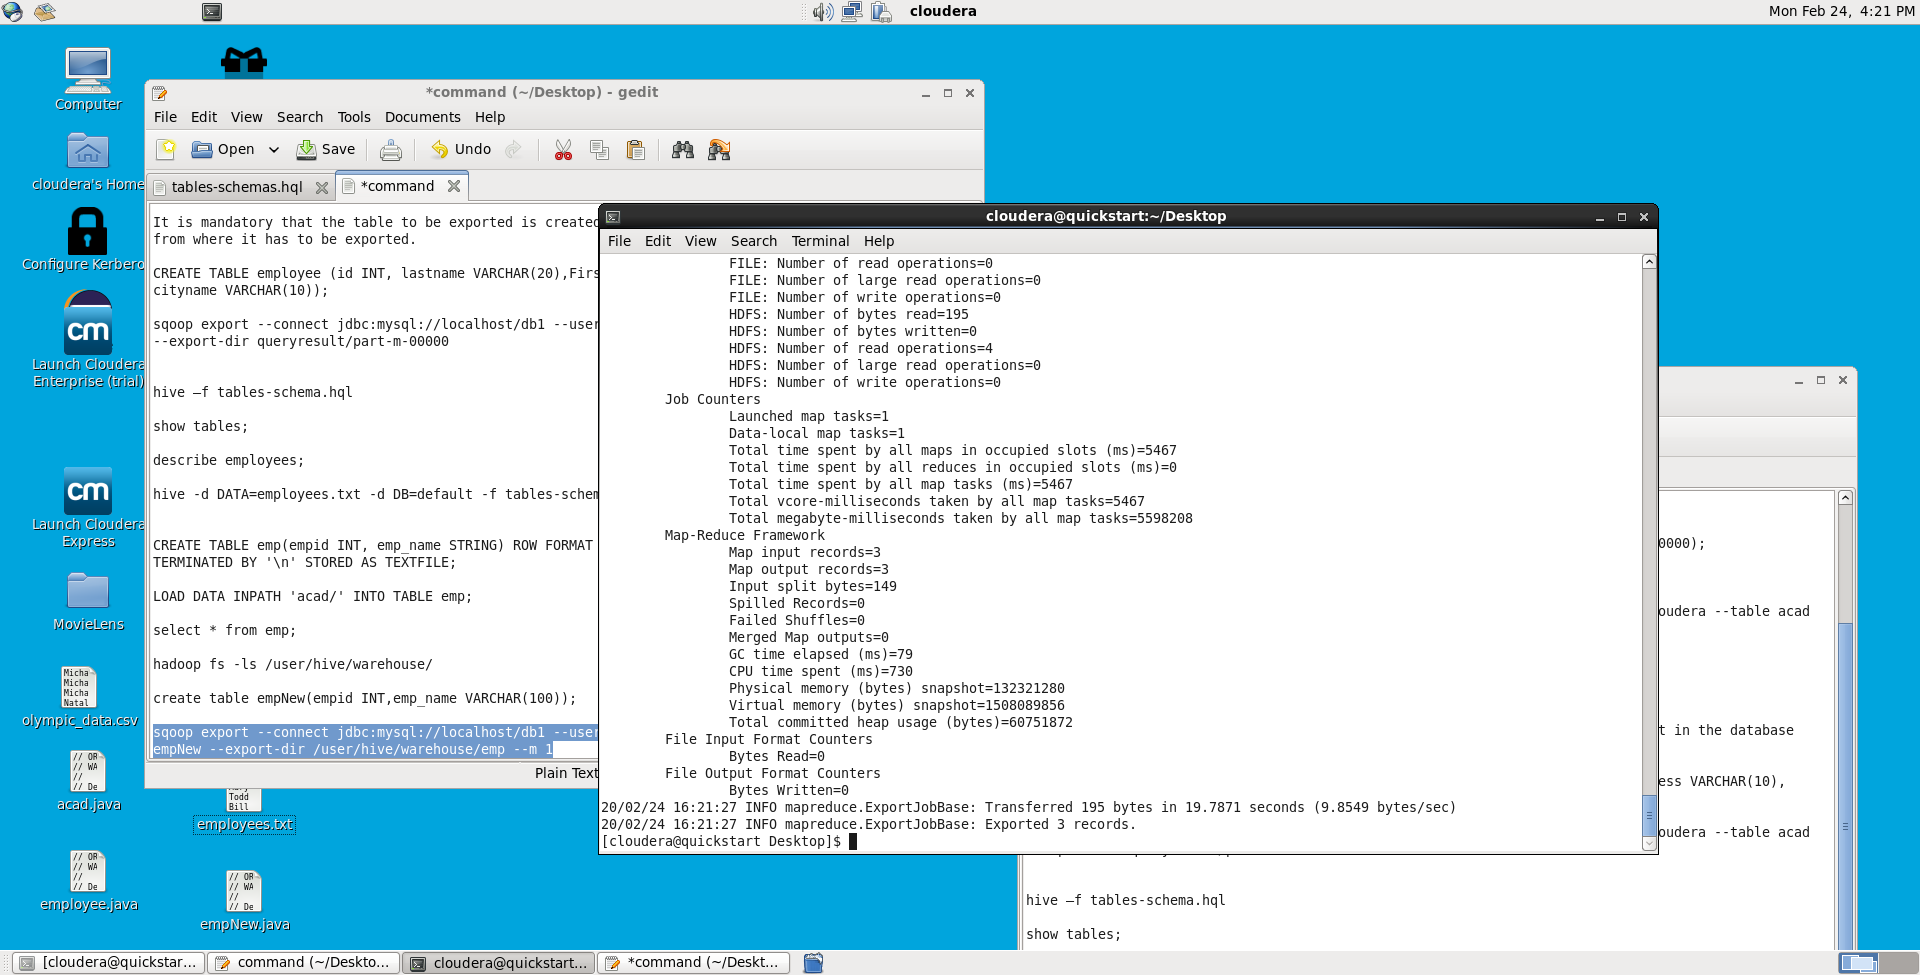 cloudera
Mon Feb 24, 4:21 PM
Computer
cloudera's Home
Configure Kerbero
Launch Cloudera
Enterprise (trial)
Launch Cloudera
Express
MovieLens
Micha
Micha
Micha
Natal
olympic_data.csv
// OR
// WA
//
// De
acad.java
// OR
// WA
//
// De
employee.java
Todd
Bill
employees.txt
// OR
// WA
//
// De
empNew.java
*command (~/Desktop) - gedit
File Edit View Search Tools Documents Help
Open Save Undo
tables-schemas.hql *command
It is mandatory that the table to be exported is created
from where it has to be exported.
CREATE TABLE employee (id INT, lastname VARCHAR(20),Firs
cityname VARCHAR(10));
sqoop export --connect jdbc:mysql://localhost/db1 --user
--export-dir queryresult/part-m-00000
hive –f tables-schema.hql
show tables;
describe employees;
hive -d DATA=employees.txt -d DB=default -f tables-schem
CREATE TABLE emp(empid INT, emp_name STRING) ROW FORMAT
TERMINATED BY '\n' STORED AS TEXTFILE;
LOAD DATA INPATH 'acad/' INTO TABLE emp;
select * from emp;
hadoop fs -ls /user/hive/warehouse/
create table empNew(empid INT,emp_name VARCHAR(100));
sqoop export --connect jdbc:mysql://localhost/db1 --user
empNew --export-dir /user/hive/warehouse/emp --m 1
Plain Text
cloudera@quickstart:~/Desktop
File Edit View Search Terminal Help
FILE: Number of read operations=0
FILE: Number of large read operations=0
FILE: Number of write operations=0
HDFS: Number of bytes read=195
HDFS: Number of bytes written=0
HDFS: Number of read operations=4
HDFS: Number of large read operations=0
HDFS: Number of write operations=0
Job Counters
Launched map tasks=1
Data-local map tasks=1
Total time spent by all maps in occupied slots (ms)=5467
Total time spent by all reduces in occupied slots (ms)=0
Total time spent by all map tasks (ms)=5467
Total vcore-milliseconds taken by all map tasks=5467
Total megabyte-milliseconds taken by all map tasks=5598208
Map-Reduce Framework
Map input records=3
Map output records=3
Input split bytes=149
Spilled Records=0
Failed Shuffles=0
Merged Map outputs=0
GC time elapsed (ms)=79
CPU time spent (ms)=730
Physical memory (bytes) snapshot=132321280
Virtual memory (bytes) snapshot=1508089856
Total committed heap usage (bytes)=60751872
File Input Format Counters
Bytes Read=0
File Output Format Counters
Bytes Written=0
20/02/24 16:21:27 INFO mapreduce.ExportJobBase: Transferred 195 bytes in 19.7871 seconds (9.8549 bytes/sec)
20/02/24 16:21:27 INFO mapreduce.ExportJobBase: Exported 3 records.
[cloudera@quickstart Desktop]$
0000);
oudera --table acad
t in the database
ess VARCHAR(10),
oudera --table acad
hive –f tables-schema.hql
show tables;
[cloudera@quickstar... command (~/Deskto... cloudera@quickstart... *command (~/Deskt...